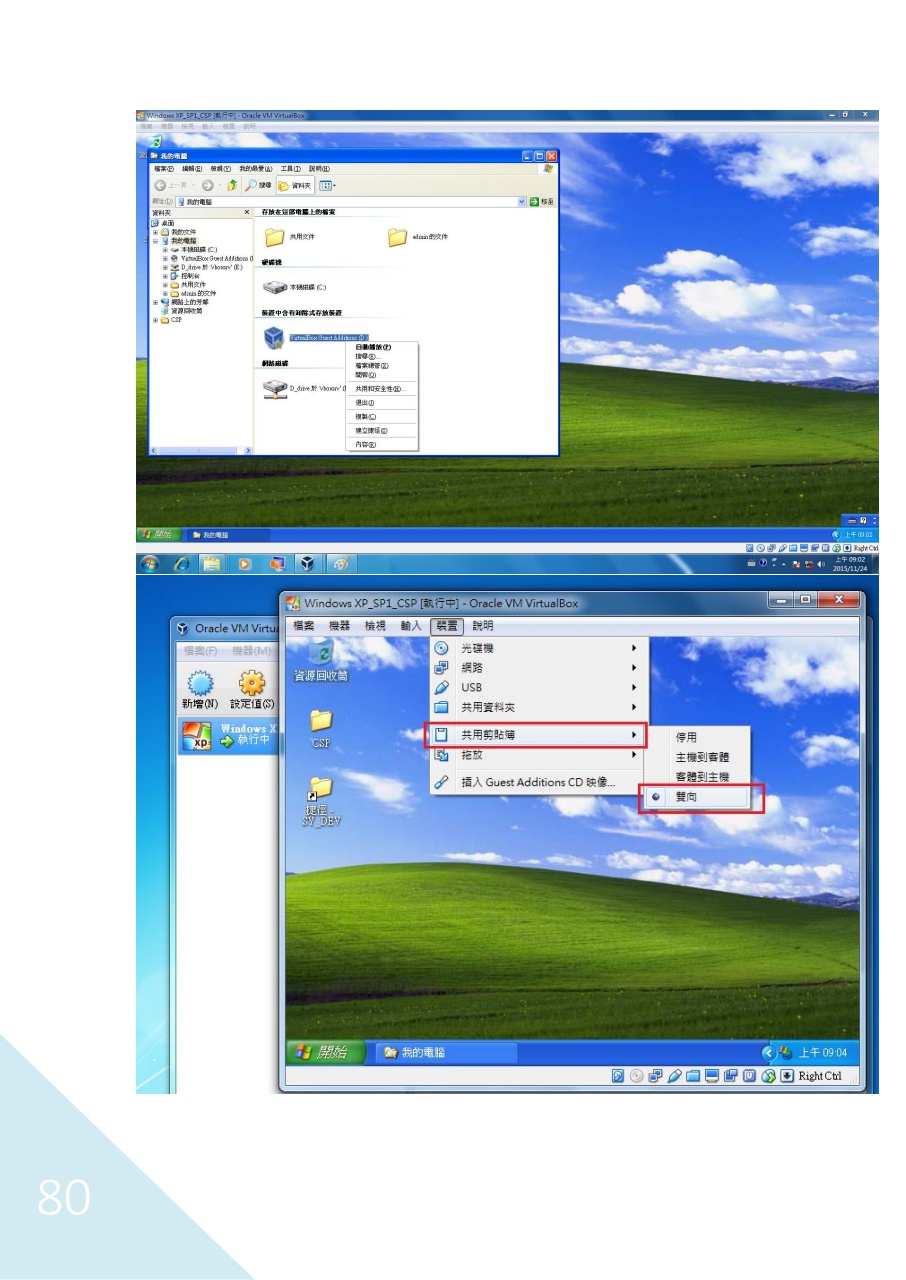 Windows XP_SP1_CSP [執行中] - Oracle VM VirtualBox
檔案 機器 檢視 輸入 裝置 說明
我的電腦
檔案(F) 編輯(E) 檢視(V) 我的最愛(A) 工具(T) 說明(H)
上一頁 搜尋 資料夾
網址(D) 我的電腦 移至
資料夾 ×
桌面
我的文件
我的電腦
本機磁碟 (C:)
VirtualBox Guest Additions (
D_drive 於 'vboxsrv' (E:)
控制台
共用文件
admin 的文件
網路上的芳鄰
資源回收筒
CSP
存放在這部電腦上的檔案
共用文件 admin 的文件
硬碟機
本機磁碟 (C:)
裝置中含有卸除式存放裝置
VirtualBox Guest Additions (D:)
網路磁碟
D_drive 於 'vboxsrv' (
自動播放(P)
搜尋(E)...
檔案總管(X)
開啟(O)
共用和安全性(H)...
退出(J)
複製(C)
建立捷徑(S)
內容(R)
開始 我的電腦 上午 09:02
Right Ctrl
上午 09:02
2015/11/24
Windows XP_SP1_CSP [執行中] - Oracle VM VirtualBox
檔案 機器 檢視 輸入 裝置 說明
Oracle VM Virtu
檔案(F) 機器(M)
新增(N) 設定值(S)
Windows X
執行中
xp
資源回收筒
CSP
捷徑 -
SY_DEV
光碟機
網路
USB
共用資料夾
共用剪貼簿
拖放
插入 Guest Additions CD 映像...
停用
主機到客體
客體到主機
雙向
開始 我的電腦 上午 09:04
Right Ctrl
80